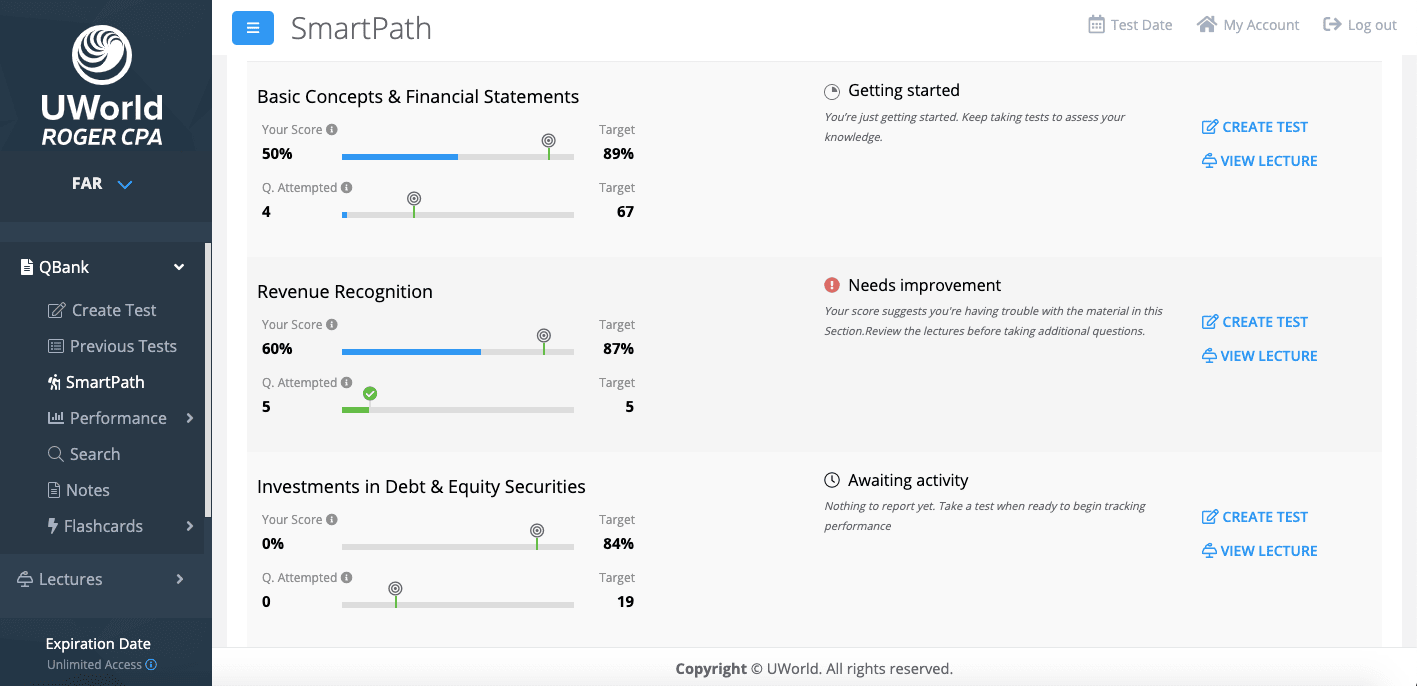 UWorld
ROGER CPA
FAR
QBank
Create Test
Previous Tests
SmartPath
Performance
Search
Notes
Flashcards
Lectures
Expiration Date
Unlimited Access
SmartPath
Test Date
My Account
Log out
Basic Concepts & Financial Statements
Your Score
Target
50%
89%
Q. Attempted
Target
4
67
Getting started
You're just getting started. Keep taking tests to assess your
knowledge.
CREATE TEST
VIEW LECTURE
Revenue Recognition
Your Score
Target
60%
87%
Q. Attempted
Target
5
5
Needs improvement
Your score suggests you're having trouble with the material in this
Section.Review the lectures before taking additional questions.
CREATE TEST
VIEW LECTURE
Investments in Debt & Equity Securities
Your Score
Target
0%
84%
Q. Attempted
Target
0
19
Awaiting activity
Nothing to report yet. Take a test when ready to begin tracking
performance
CREATE TEST
VIEW LECTURE
Copyright © UWorld. All rights reserved.